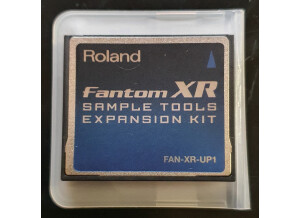 Roland
Fantom XR
SAMPLE TOOLS
EXPANSION KIT
FAN-XR-UP1